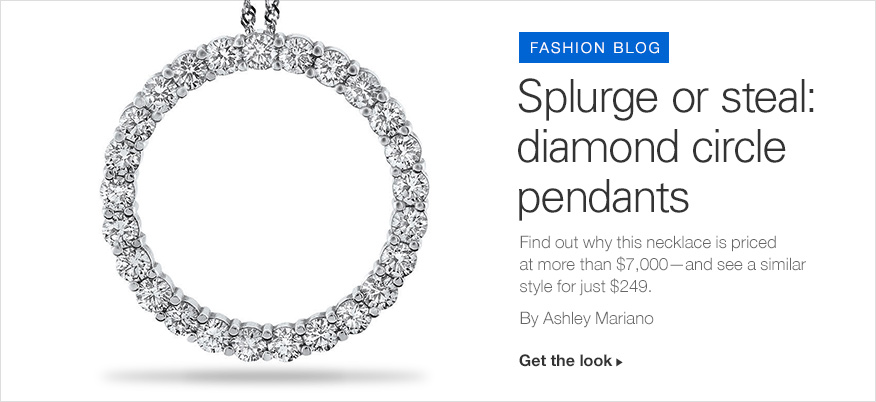 FASHION BLOG
Splurge or steal:
diamond circle
pendants
Find out why this necklace is priced
at more than $7,000—and see a similar
style for just $249.
By Ashley Mariano
Get the look ▸